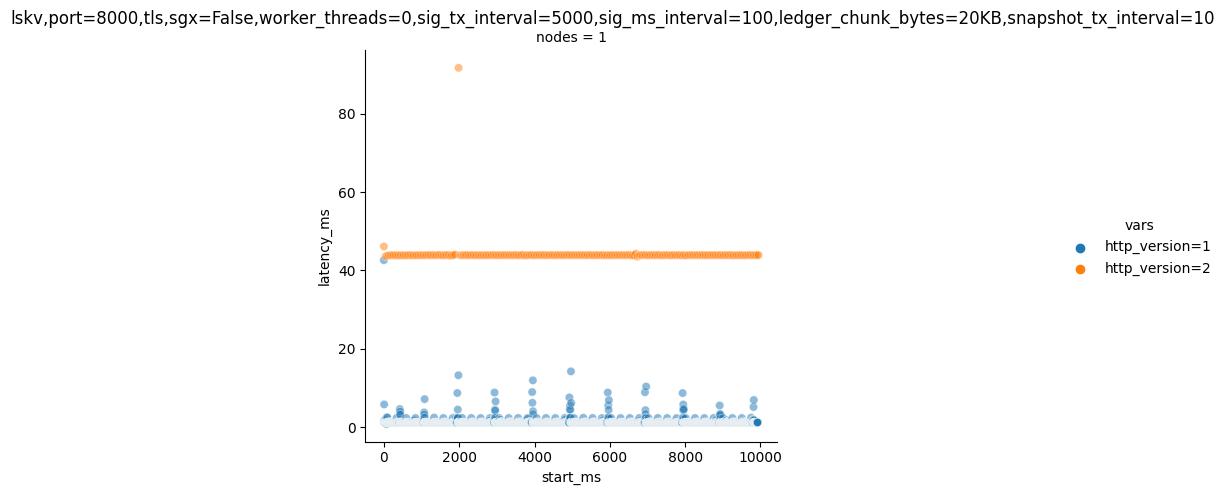 lskv,port=8000,tls,sgx=False,worker_threads=0,sig_tx_interval=5000,sig_ms_interval=100,ledger_chunk_bytes=20KB,snapshot_tx_interval=10
nodes = 1
80
60
40
20
0
latency_ms
0 2000 4000 6000 8000 10000
start_ms
vars
http_version=1
http_version=2